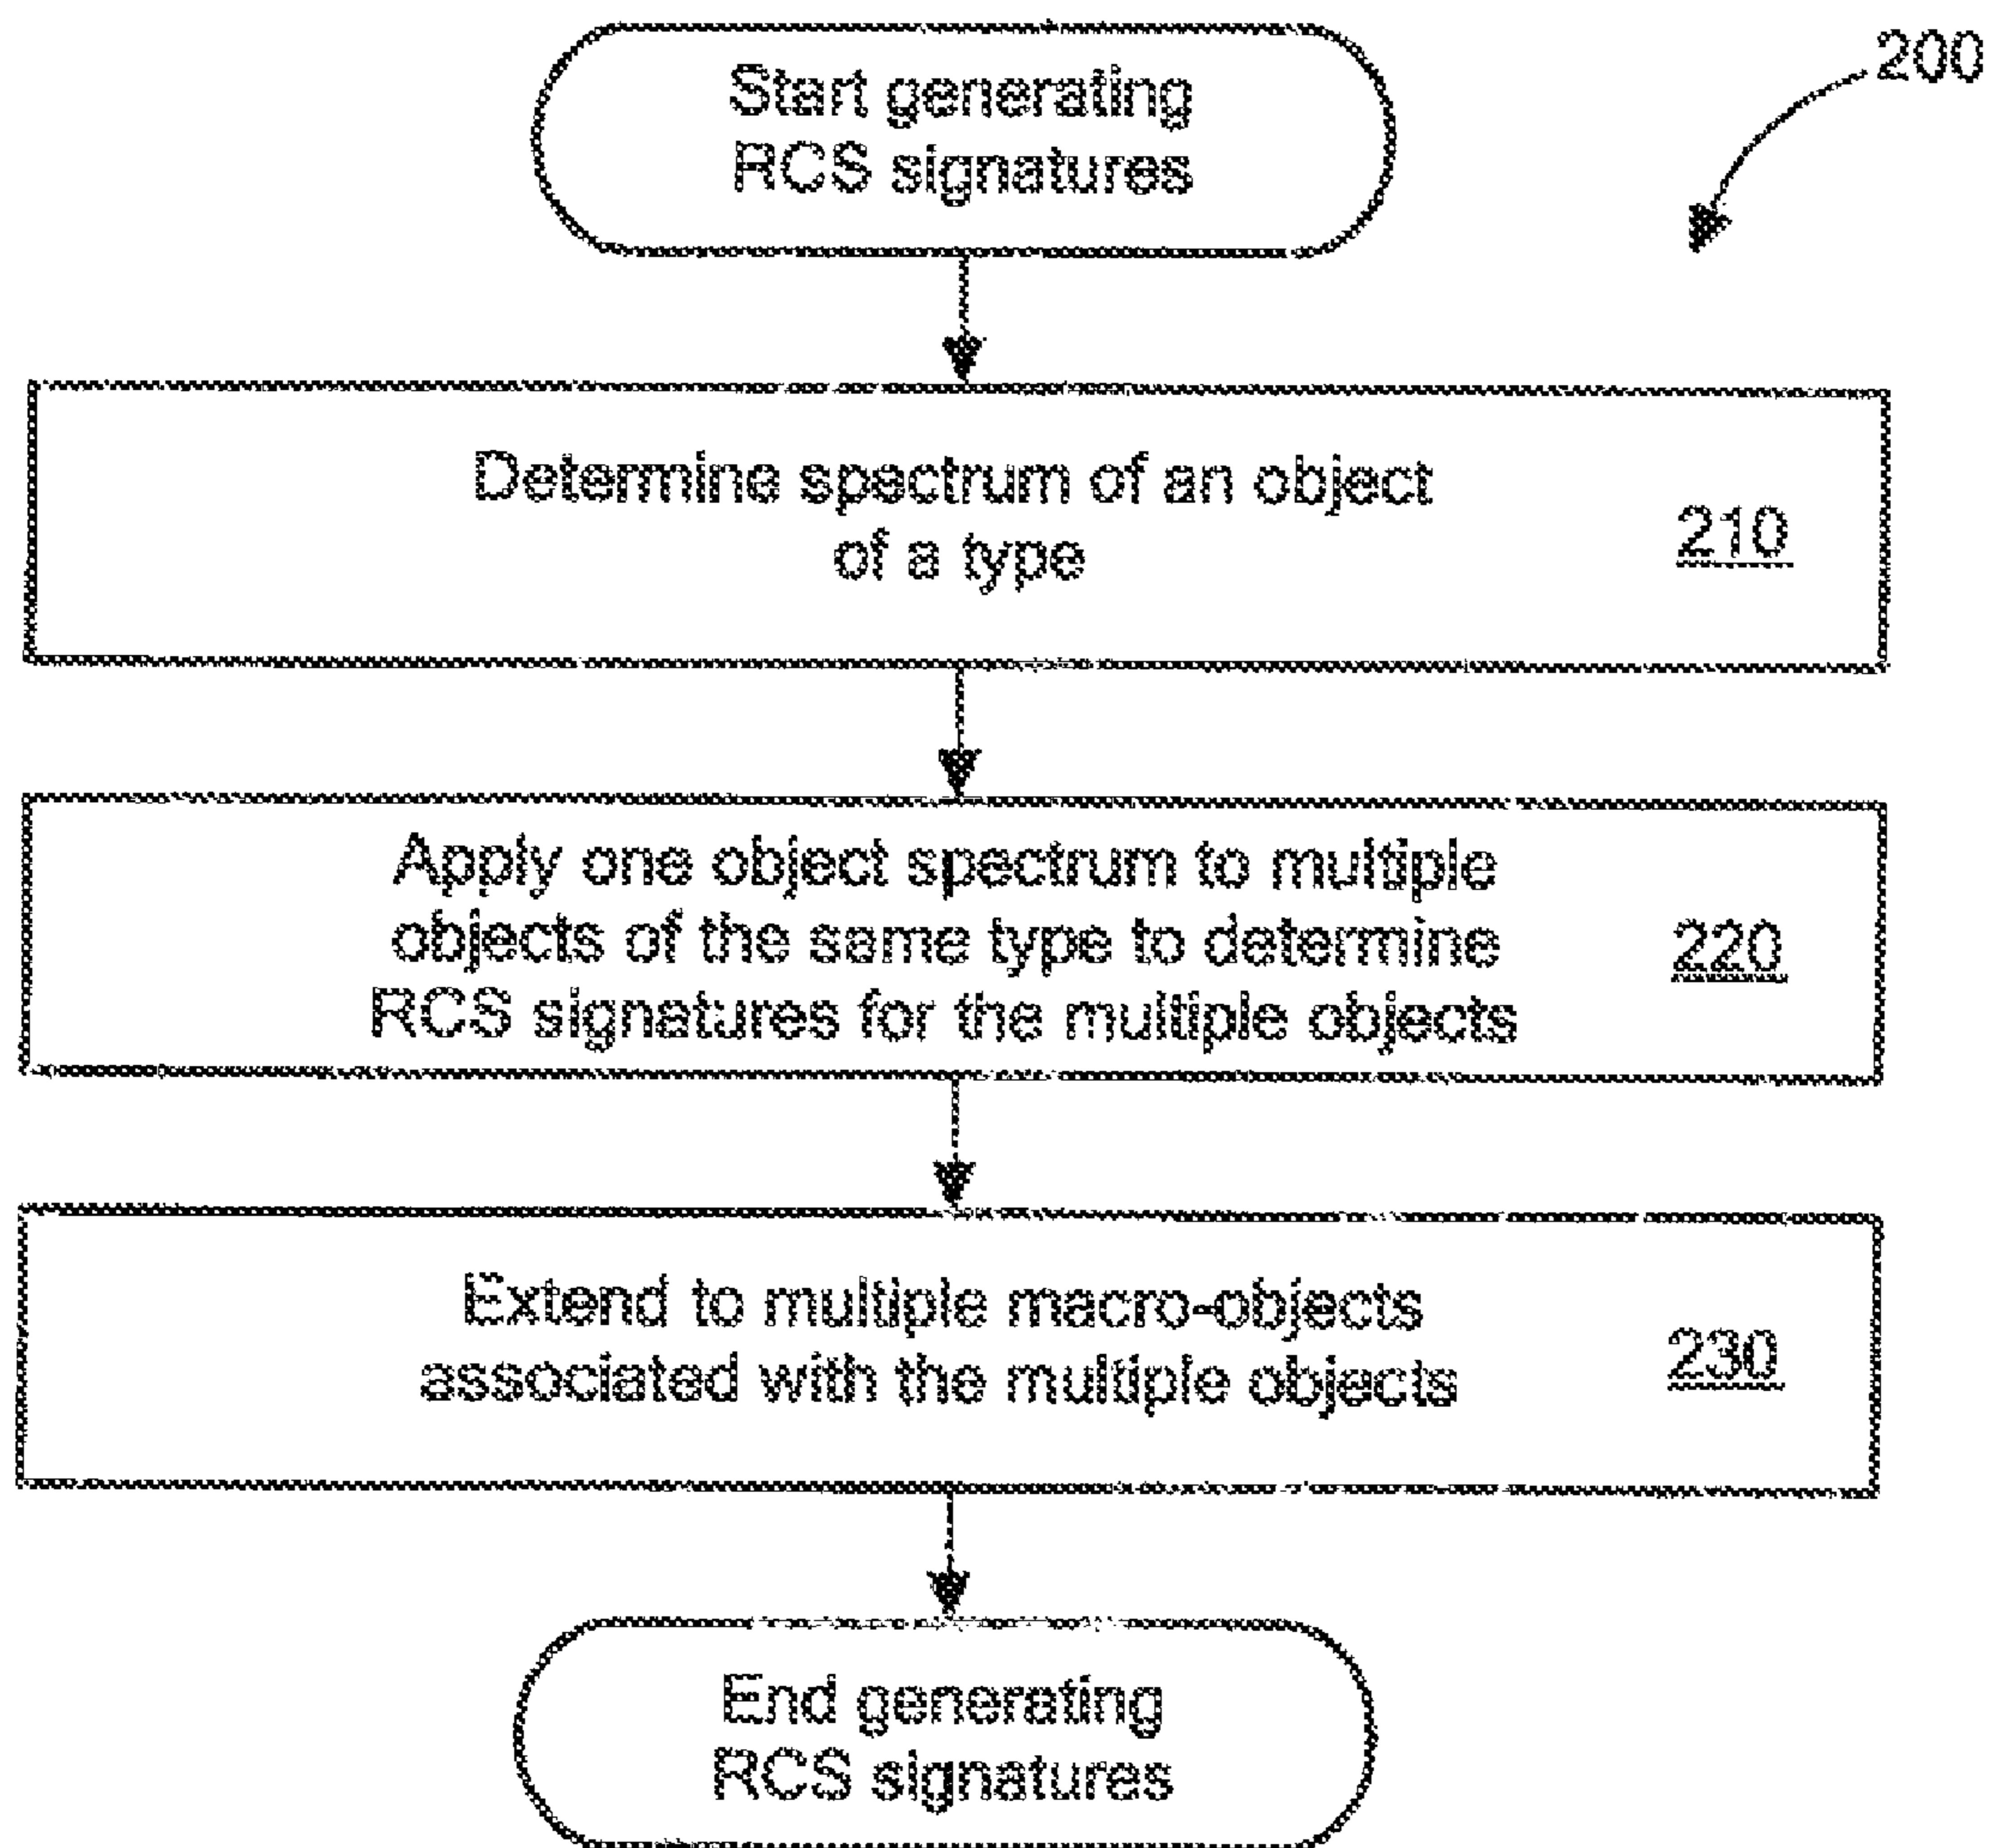 Start generating
RCS signatures
200
Determine spectrum of an object
of a type
210
Apply one object spectrum to multiple
objects of the same type to determine
RCS signatures for the multiple objects
220
Extend to multiple macro-objects
associated with the multiple objects
230
End generating
RCS signatures